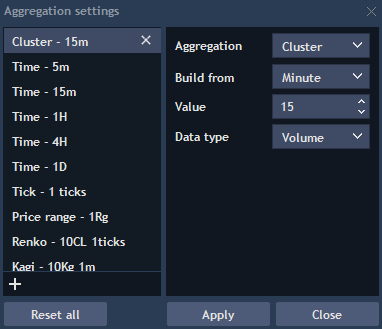 Aggregation settings
Cluster - 15m
Time - 5m
Time - 15m
Time - 1H
Time - 4H
Time - 1D
Tick - 1 ticks
Price range - 1Rg
Renko - 10CL 1ticks
Kagi - 10Kg 1m
Aggregation Cluster
Build from Minute
Value 15
Data type Volume
Reset all
Apply
Close